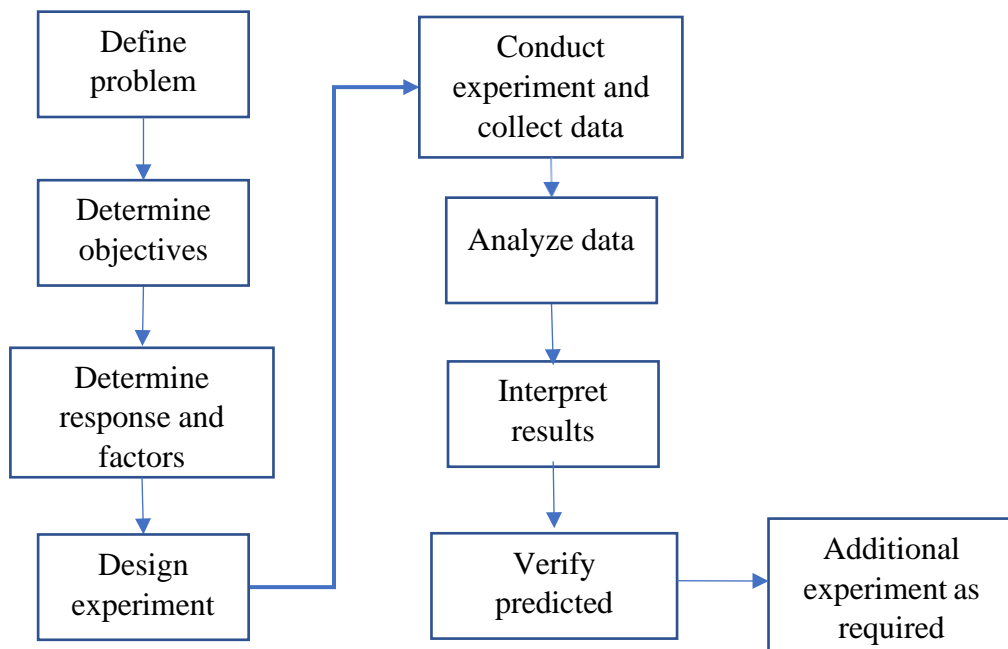 Define
problem
Determine
objectives
Determine
response and
factors
Design
experiment
Conduct
experiment and
collect data
Analyze data
Interpret
results
Verify
predicted
Additional
experiment as
required